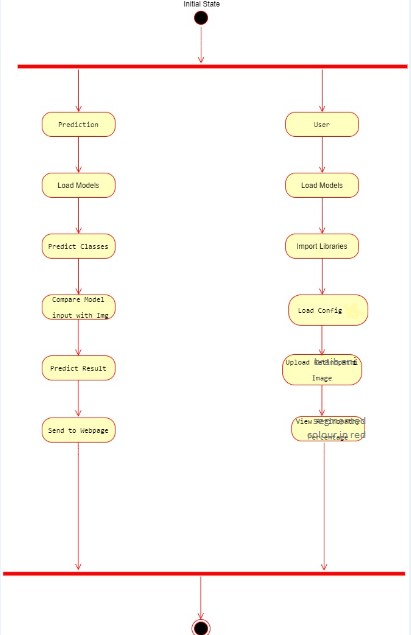 Initial State
Prediction
User
Load Models
Load Models
Predict Classes
Import Libraries
Compare Model
input with Img
Load Config
Predict Result
Upload
Image
Send to Webpage
View
Percentage
colour in red